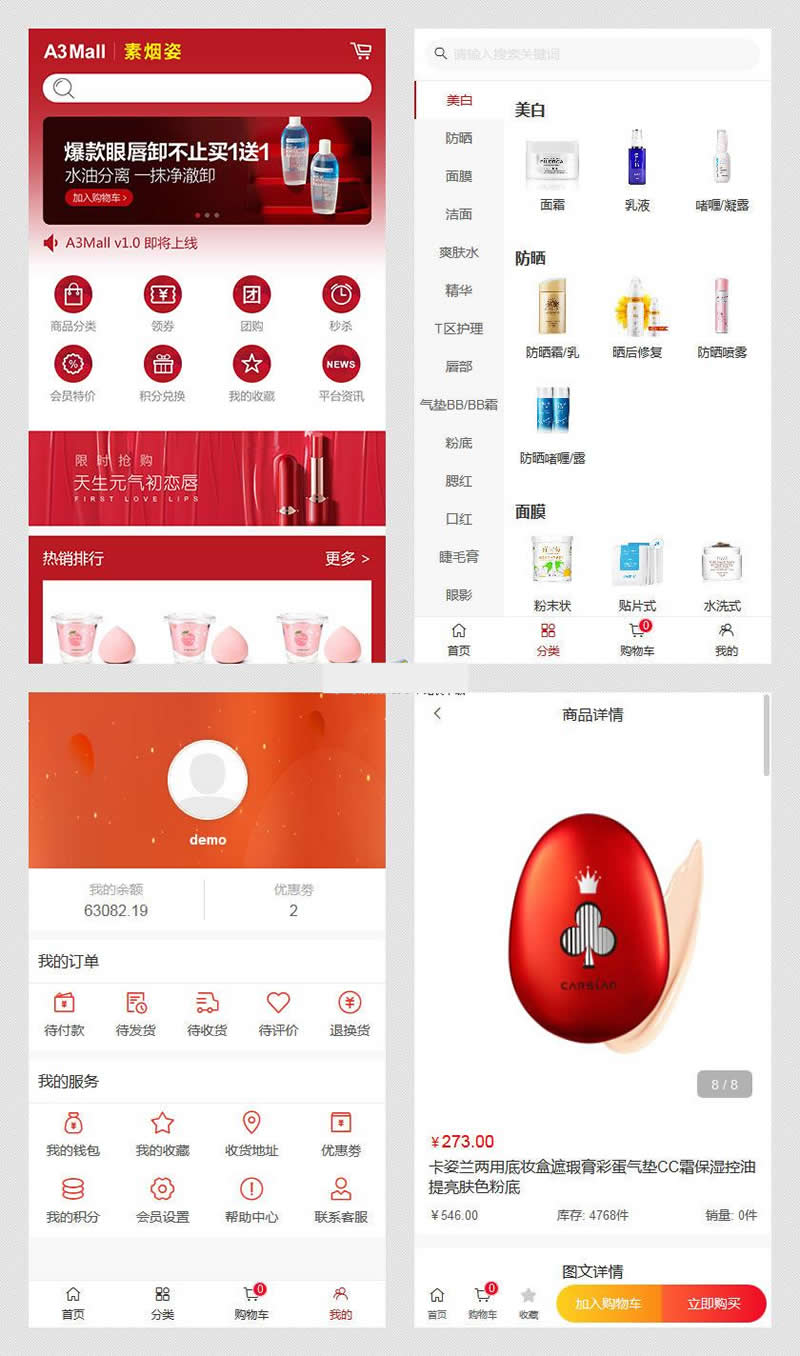 A3Mall 素烟姿
爆款眼唇卸不止买1送1
水油分离 一抹净澈卸
加入购物车 >
A3Mall v1.0 即将上线
商品分类 领券 团购 秒杀
NEWS
会员特价 积分兑换 我的收藏 平台资讯
限时抢购
天生元气初恋唇
FIRST LOVE LIPS
热销排行 更多 >
请输入搜索关键词
美白
防晒
面膜
洁面
爽肤水
精华
T区护理
唇部
气垫BB/BB霜
粉底
腮红
口红
睫毛膏
眼影
美白
面霜 乳液 啫喱/凝露
防晒
防晒霜/乳 晒后修复 防晒喷雾
防晒啫喱/露
面膜
粉末状 贴片式 水洗式
0
首页 分类 购物车 我的
demo
我的余额 优惠劵
63082.19 2
我的订单
待付款 待发货 待收货 待评价 退换货
我的服务
我的钱包 我的收藏 收货地址 优惠劵
我的积分 会员设置 帮助中心 联系客服
0
首页 分类 购物车 我的
商品详情
CARSLAN
8 / 8
¥273.00
卡姿兰两用底妆盒遮瑕膏彩蛋气垫CC霜保湿控油
提亮肤色粉底
¥546.00 库存: 4768件 销量: 0件
图文详情
0
首页 购物车 收藏 加入购物车 立即购买